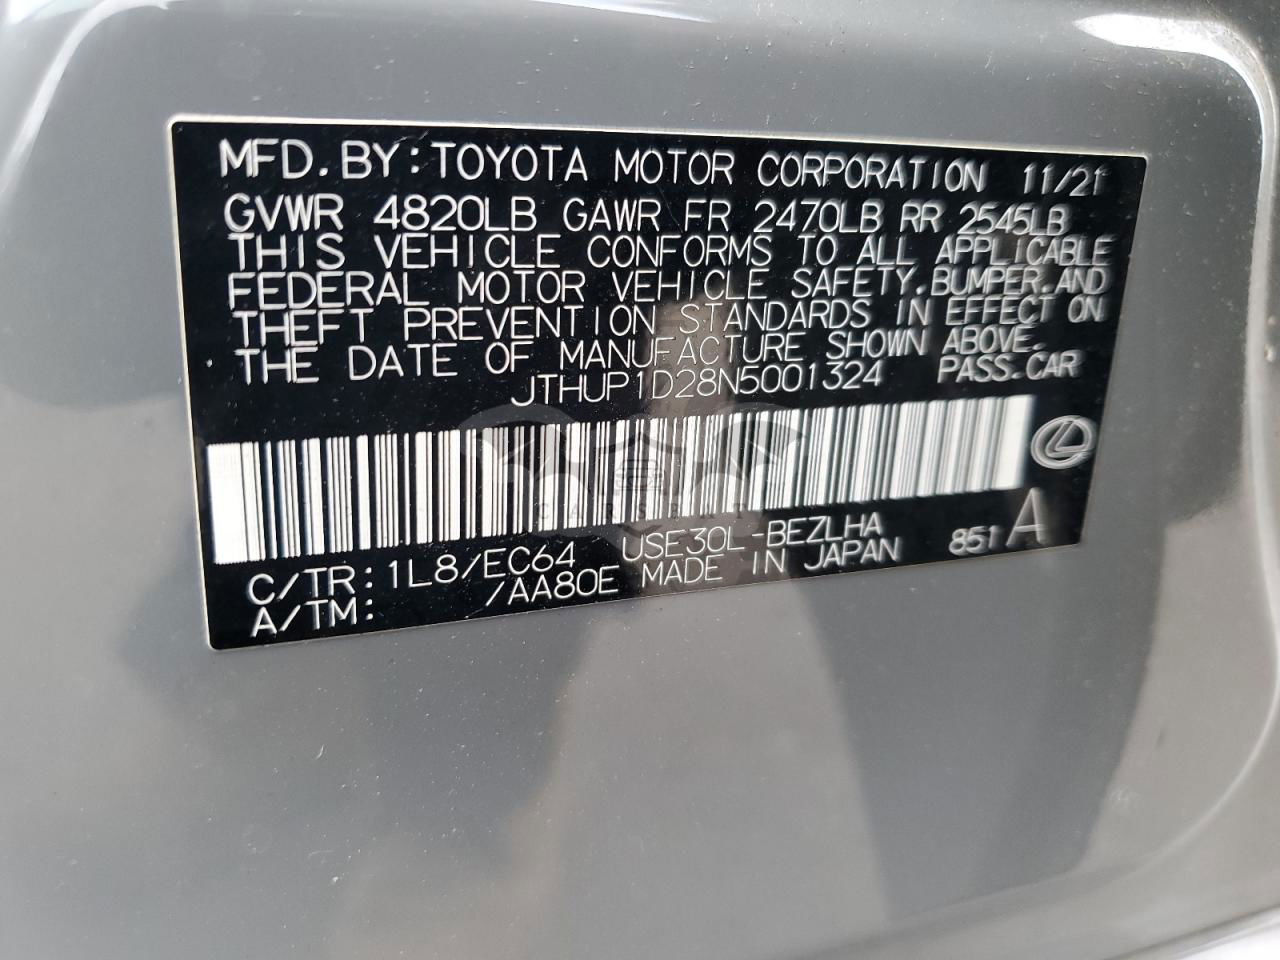 MFD. BY: TOYOTA MOTOR CORPORATION 11/21
GVWR 4820LB GAWR FR 2470LB RR 2545LB
THIS VEHICLE CONFORMS TO ALL APPLICABLE
FEDERAL MOTOR VEHICLE SAFETY, BUMPER, AND
THEFT PREVENTION STANDARDS IN EFFECT ON
THE DATE OF MANUFACTURE SHOWN ABOVE.
JTHUP1D28N5001324 PASS. CAR
CARSBAT
C/TR: 1L8/EC64 USE30L-BEZLHA 851 A
A/TM: /AA80E MADE IN JAPAN